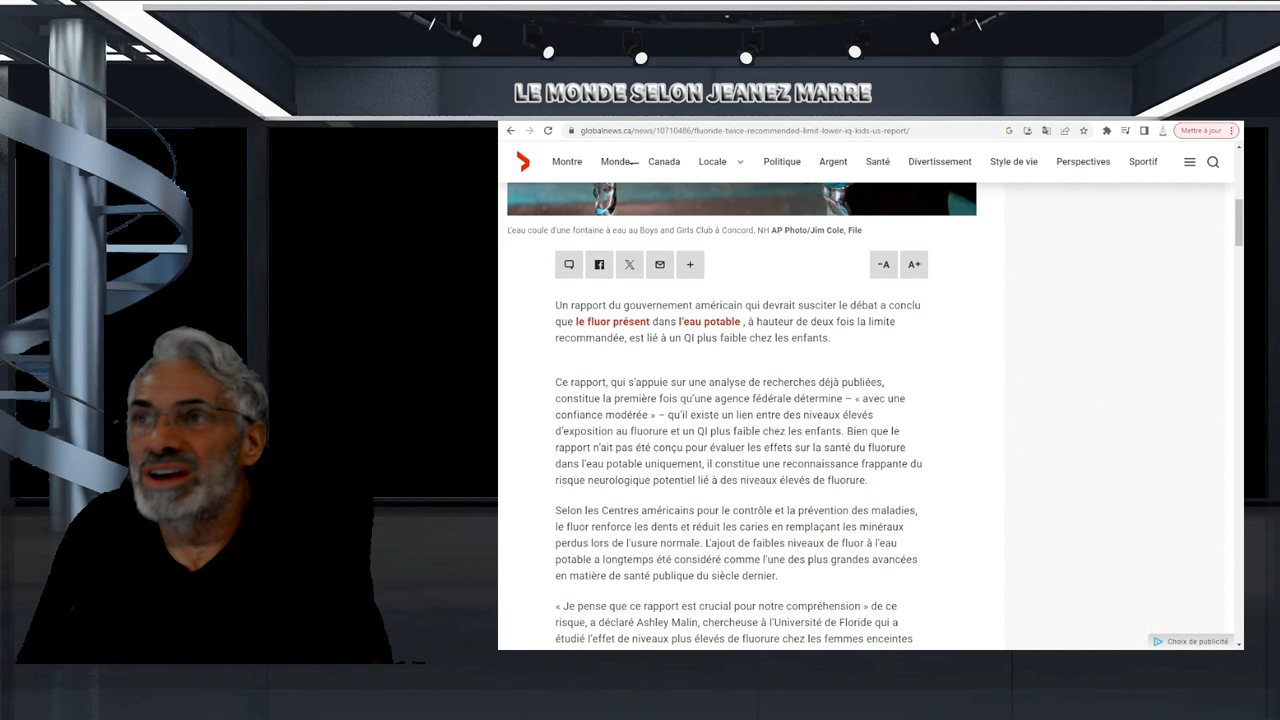 LE MONDE SELON JEANEZ MARRE
globalnews.ca/news/10710486/fluoride-twice-recommended-limit-lower-iq-kids-us-report/
Mettre à jour
Montre Monde Canada Locale Politique Argent Santé Divertissement Style de vie Perspectives Sportif
L'eau coule d'une fontaine à eau au Boys and Girls Club à Concord, NH AP Photo/Jim Cole, File
-A A+
Un rapport du gouvernement américain qui devrait susciter le débat a conclu
que le fluor présent dans l'eau potable , à hauteur de deux fois la limite
recommandée, est lié à un QI plus faible chez les enfants.
Ce rapport, qui s'appuie sur une analyse de recherches déjà publiées,
constitue la première fois qu'une agence fédérale détermine – « avec une
confiance modérée » – qu'il existe un lien entre des niveaux élevés
d'exposition au fluorure et un QI plus faible chez les enfants. Bien que le
rapport n'ait pas été conçu pour évaluer les effets sur la santé du fluorure
dans l'eau potable uniquement, il constitue une reconnaissance frappante du
risque neurologique potentiel lié à des niveaux élevés de fluorure.
Selon les Centres américains pour le contrôle et la prévention des maladies,
le fluor renforce les dents et réduit les caries en remplaçant les minéraux
perdus lors de l'usure normale. L'ajout de faibles niveaux de fluor à l'eau
potable a longtemps été considéré comme l'une des plus grandes avancées
en matière de santé publique du siècle dernier.
« Je pense que ce rapport est crucial pour notre compréhension » de ce
risque, a déclaré Ashley Malin, chercheuse à l'Université de Floride qui a
étudié l'effet de niveaux plus élevés de fluorure chez les femmes enceintes
Choix de publicité